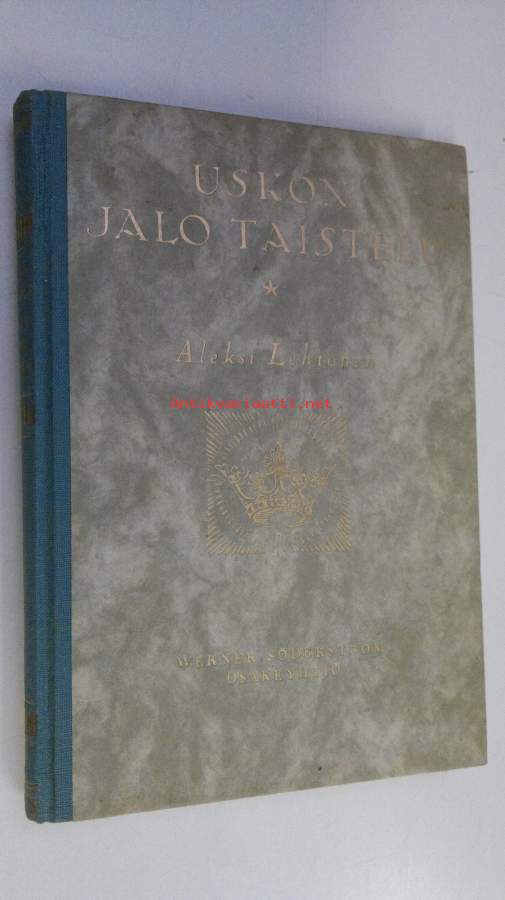 USKON
JALO TAISTELU
Aleksi Lehtonen
antikvariaatti.net
WERNER SÖDERSTRÖM
OSAKEYHTIÖ